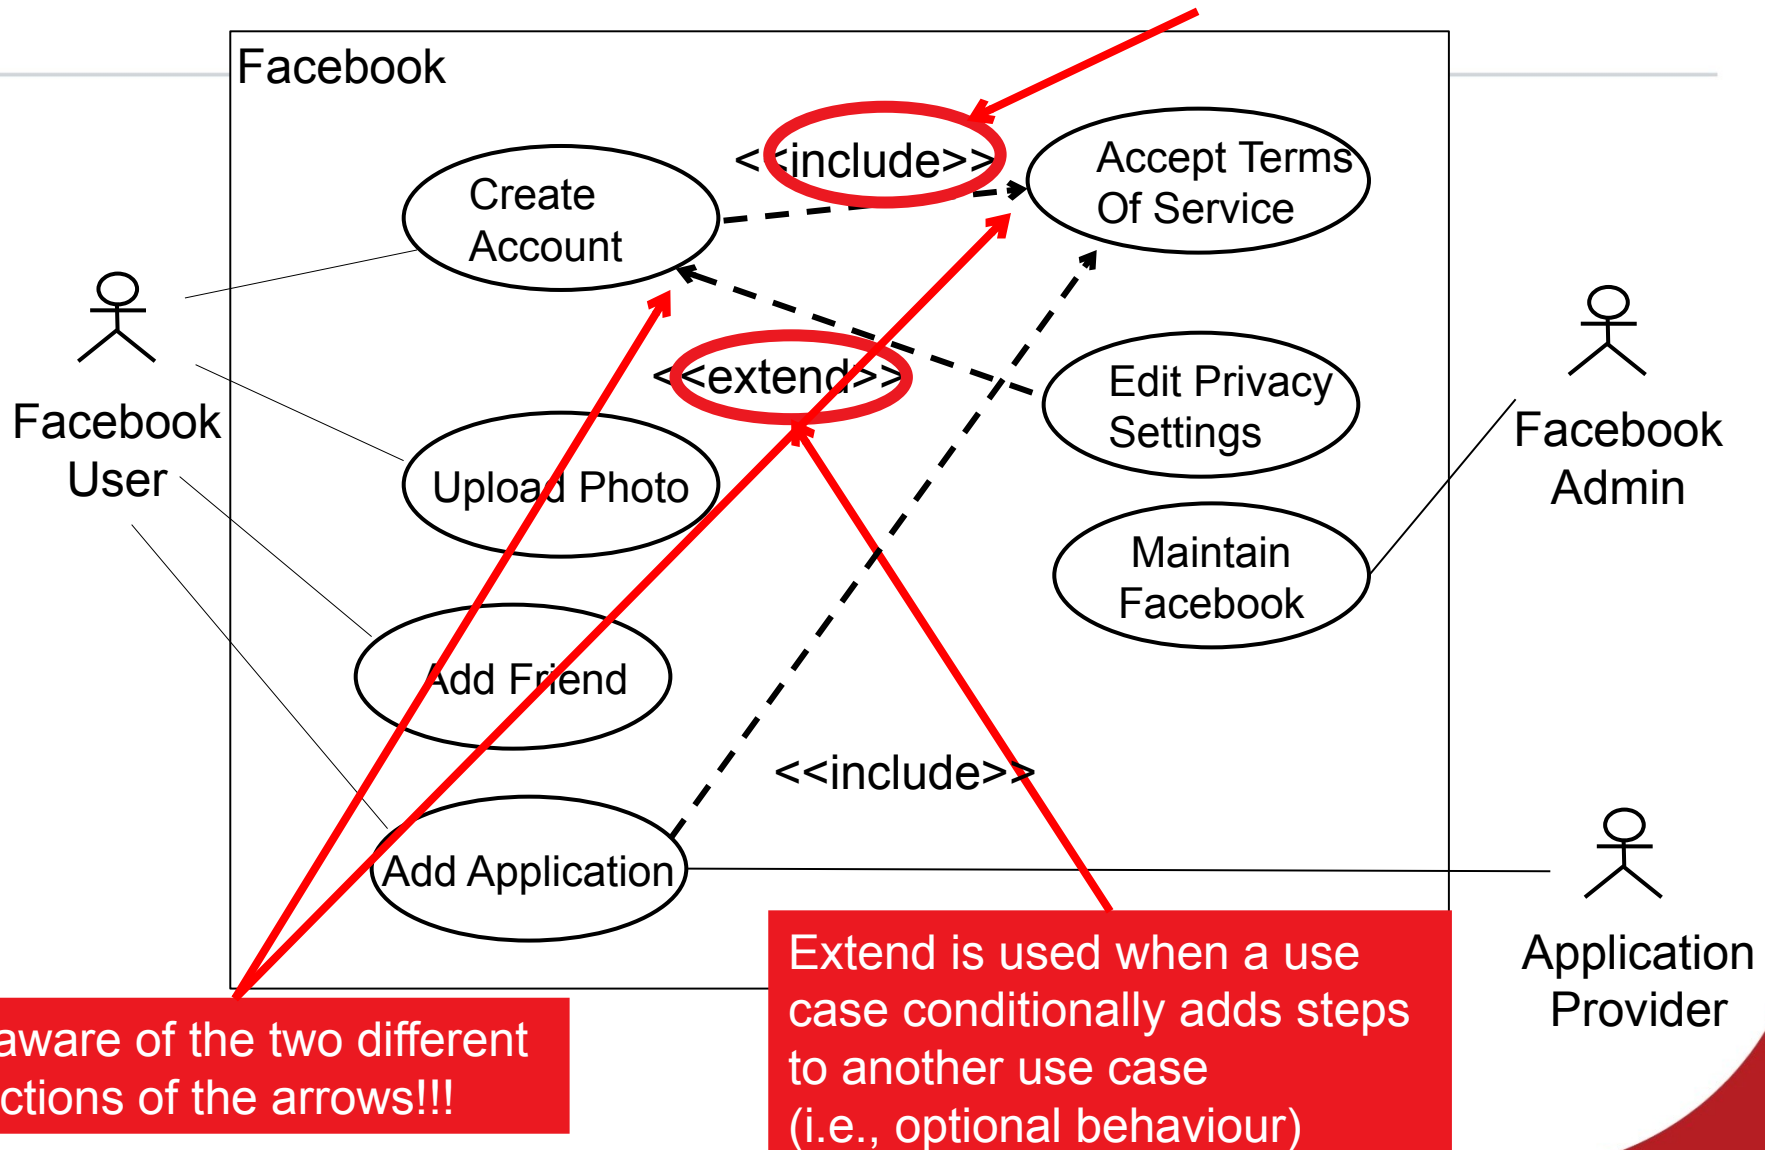 Facebook
<<include>>
Accept Terms
Of Service
Create
Account
<<extend>>
Edit Privacy
Settings
Facebook
User
Facebook
Admin
Upload Photo
Maintain
Facebook
Add Friend
<<include>>
Add Application
Application
Provider
Extend is used when a use
case conditionally adds steps
to another use case
(i.e., optional behaviour)
aware of the two different
ctions of the arrows!!!